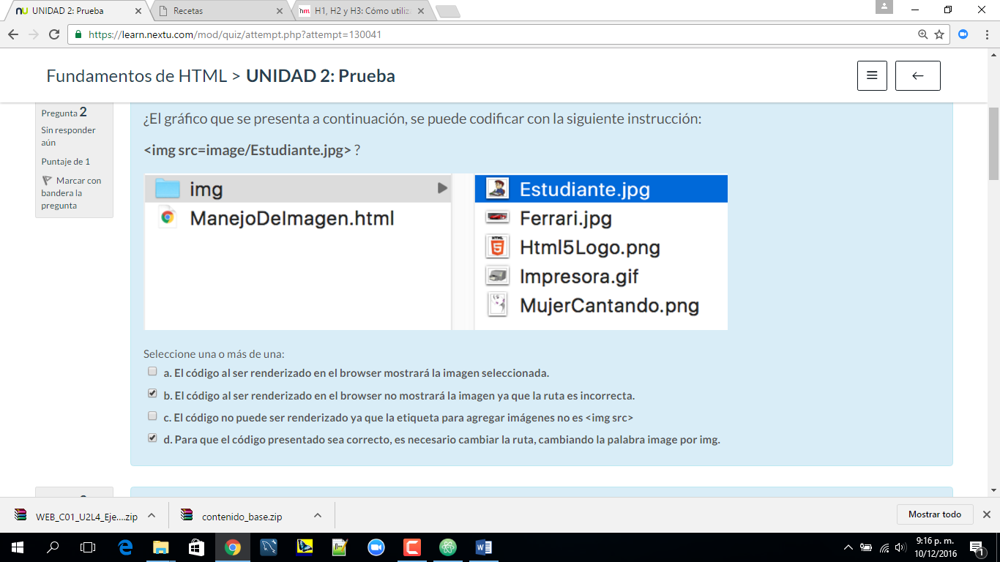 UNIDAD 2: Prueba
Recetas
H1, H2 y H3: Cómo utiliz
https://learn.nextu.com/mod/quiz/attempt.php?attempt=130041
Fundamentos de HTML > UNIDAD 2: Prueba
Pregunta 2
Sin responder
aún
Puntaje de 1
Marcar con
bandera la
pregunta
¿El gráfico que se presenta a continuación, se puede codificar con la siguiente instrucción:
<img src=image/Estudiante.jpg> ?
img
ManejoDeImagen.html
Estudiante.jpg
Ferrari.jpg
Html5Logo.png
Impresora.gif
MujerCantando.png
Seleccione una o más de una:
a. El código al ser renderizado en el browser mostrará la imagen seleccionada.
b. El código al ser renderizado en el browser no mostrará la imagen ya que la ruta es incorrecta.
c. El código no puede ser renderizado ya que la etiqueta para agregar imágenes no es <img src>
d. Para que el código presentado sea correcto, es necesario cambiar la ruta, cambiando la palabra image por img.
WEB_C01_U2L4_Eje....zip
contenido_base.zip
Mostrar todo
9:16 p. m.
10/12/2016